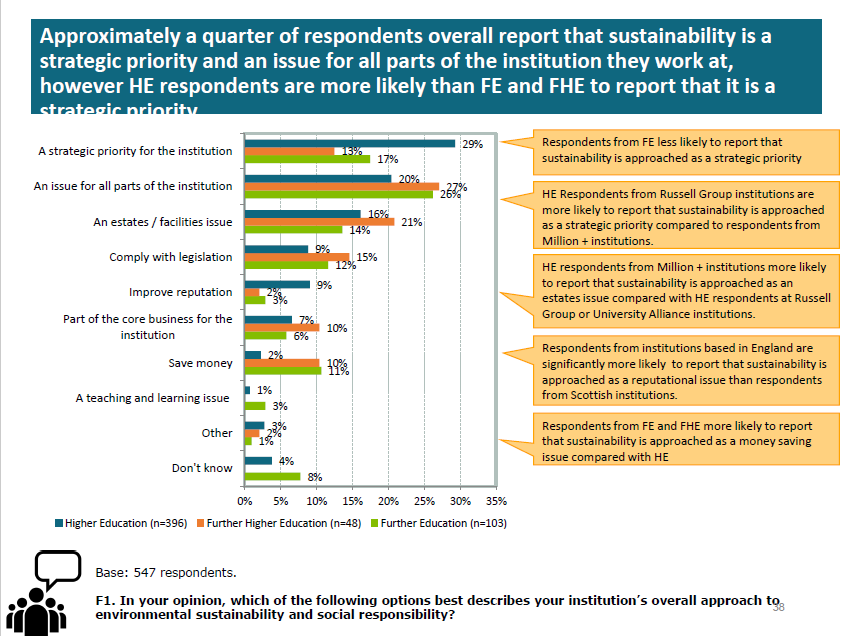 Approximately a quarter of respondents overall report that sustainability is a
strategic priority and an issue for all parts of the institution they work at,
however HE respondents are more likely than FE and FHE to report that it is a
strategic priority
A strategic priority for the institution
29%
13%
17%
An issue for all parts of the institution
20%
27%
26%
An estates / facilities issue
16%
21%
14%
Comply with legislation
9%
15%
12%
Improve reputation
9%
2%
3%
Part of the core business for the
institution
7%
10%
6%
Save money
2%
10%
11%
A teaching and learning issue
1%
3%
Other
3%
2%
1%
Don't know
4%
8%
0% 5% 10% 15% 20% 25% 30% 35%
Higher Education (n=396) Further Higher Education (n=48) Further Education (n=103)
Respondents from FE less likely to report that
sustainability is approached as a strategic priority
HE Respondents from Russell Group institutions are
more likely to report that sustainability is approached
as a strategic priority compared to respondents from
Million + institutions.
HE respondents from Million + institutions more likely
to report that sustainability is approached as an
estates issue compared with HE respondents at Russell
Group or University Alliance institutions.
Respondents from institutions based in England are
significantly more likely to report that sustainability is
approached as a reputational issue than respondents
from Scottish institutions.
Respondents from FE and FHE more likely to report
that sustainability is approached as a money saving
issue compared with HE
Base: 547 respondents.
F1. In your opinion, which of the following options best describes your institution's overall approach to
environmental sustainability and social responsibility?
38